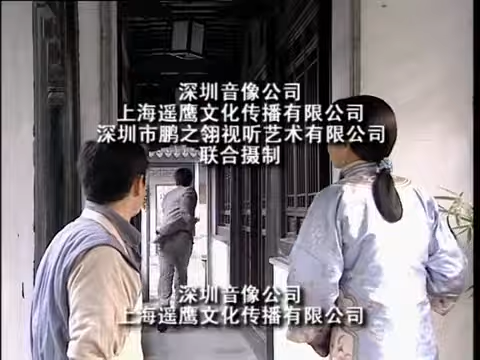 深圳音像公司
上海遥鹰文化传播有限公司
深圳市鹏之翎视听艺术有限公司
联合摄制
深圳音像公司
上海遥鹰文化传播有限公司